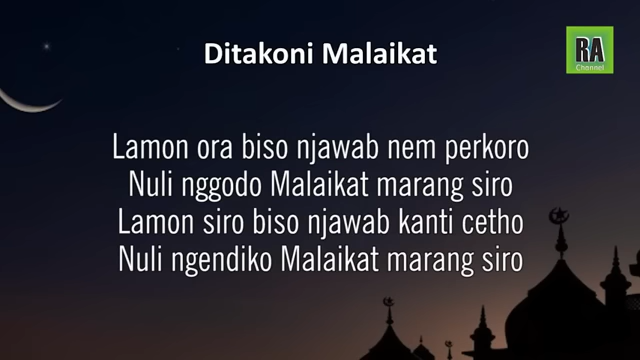 Ditakoni Malaikat
RA
Channel
Lamon ora biso njawab nem perkoro
Nuli nggodo Malaikat marang siro
Lamon siro biso njawab kanti cetho
Nuli ngendiko Malaikat marang siro